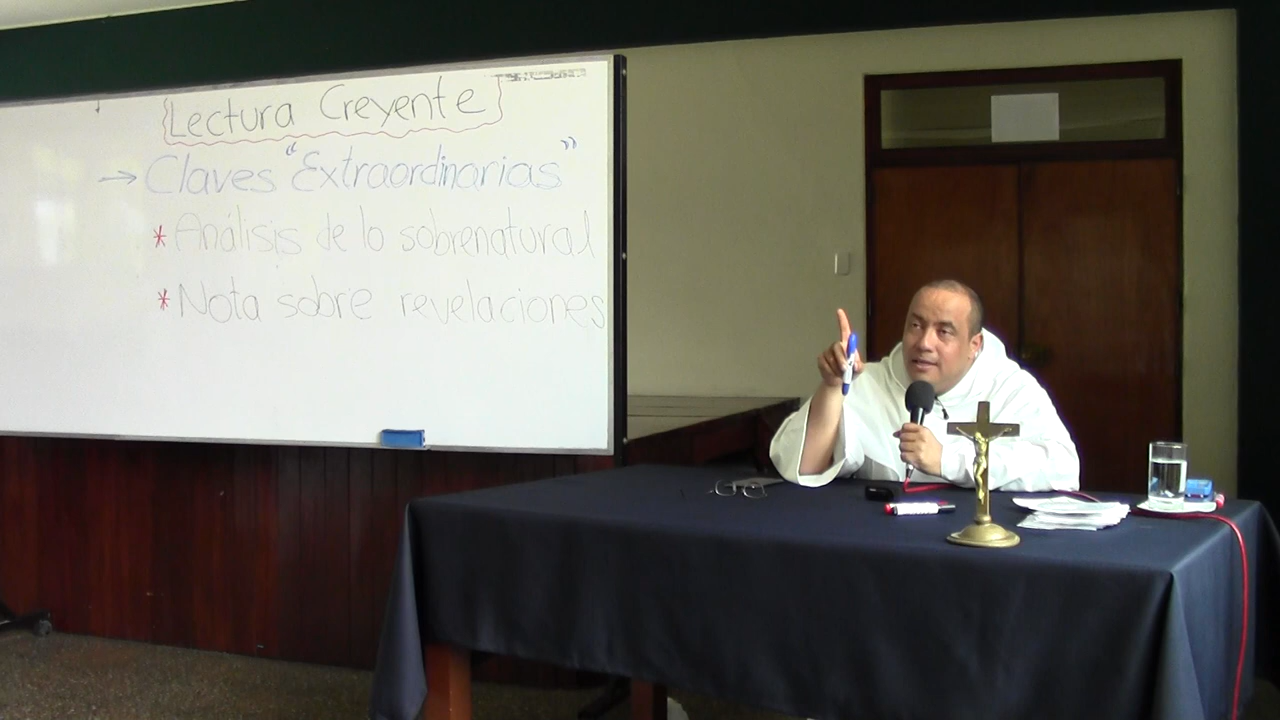 Lectura Creyente
→ Claves "Extraordinarias"
* Análisis de lo sobrenatural
* Nota sobre revelaciones